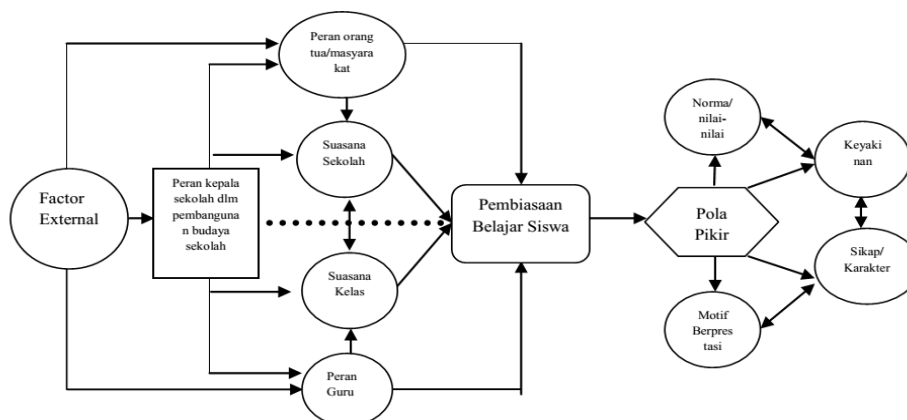 Peran orang
tua/masyara
kat
Norma/
nilai-
nilai
Suasana
Sekolah
Keyaki
nan
Factor
External
Peran kepala
sekolah dlm
pembanguna
n budaya
sekolah
Pembiasaan
Belajar Siswa
Pola
Pikir
Sikap/
Karakter
Suasana
Kelas
Motif
Berpres
tasi
Peran
Guru